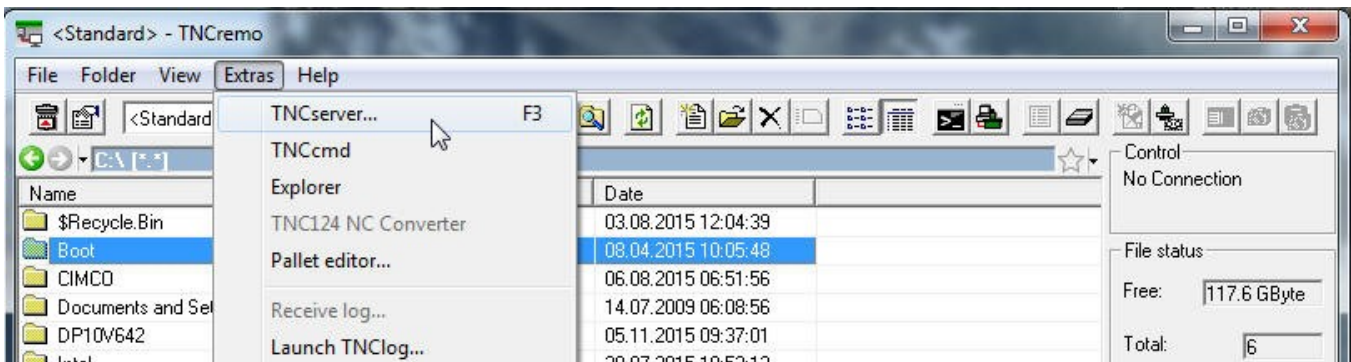 <Standard> - TNCremo
File Folder View Extras Help
<Standard
TNCserver... F3
TNCcmd
Explorer
TNC124 NC Converter
Pallet editor...
Receive log...
Launch TNClog...
C:\ [*.*]
Name Date
$Recycle.Bin 03.08.2015 12:04:39
Boot 08.04.2015 10:05:48
CIMCO 06.08.2015 06:51:56
Documents and Set 14.07.2009 06:08:56
DP10V642 05.11.2015 09:37:01
Control
No Connection
File status
Free: 117.6 GByte
Total: 6